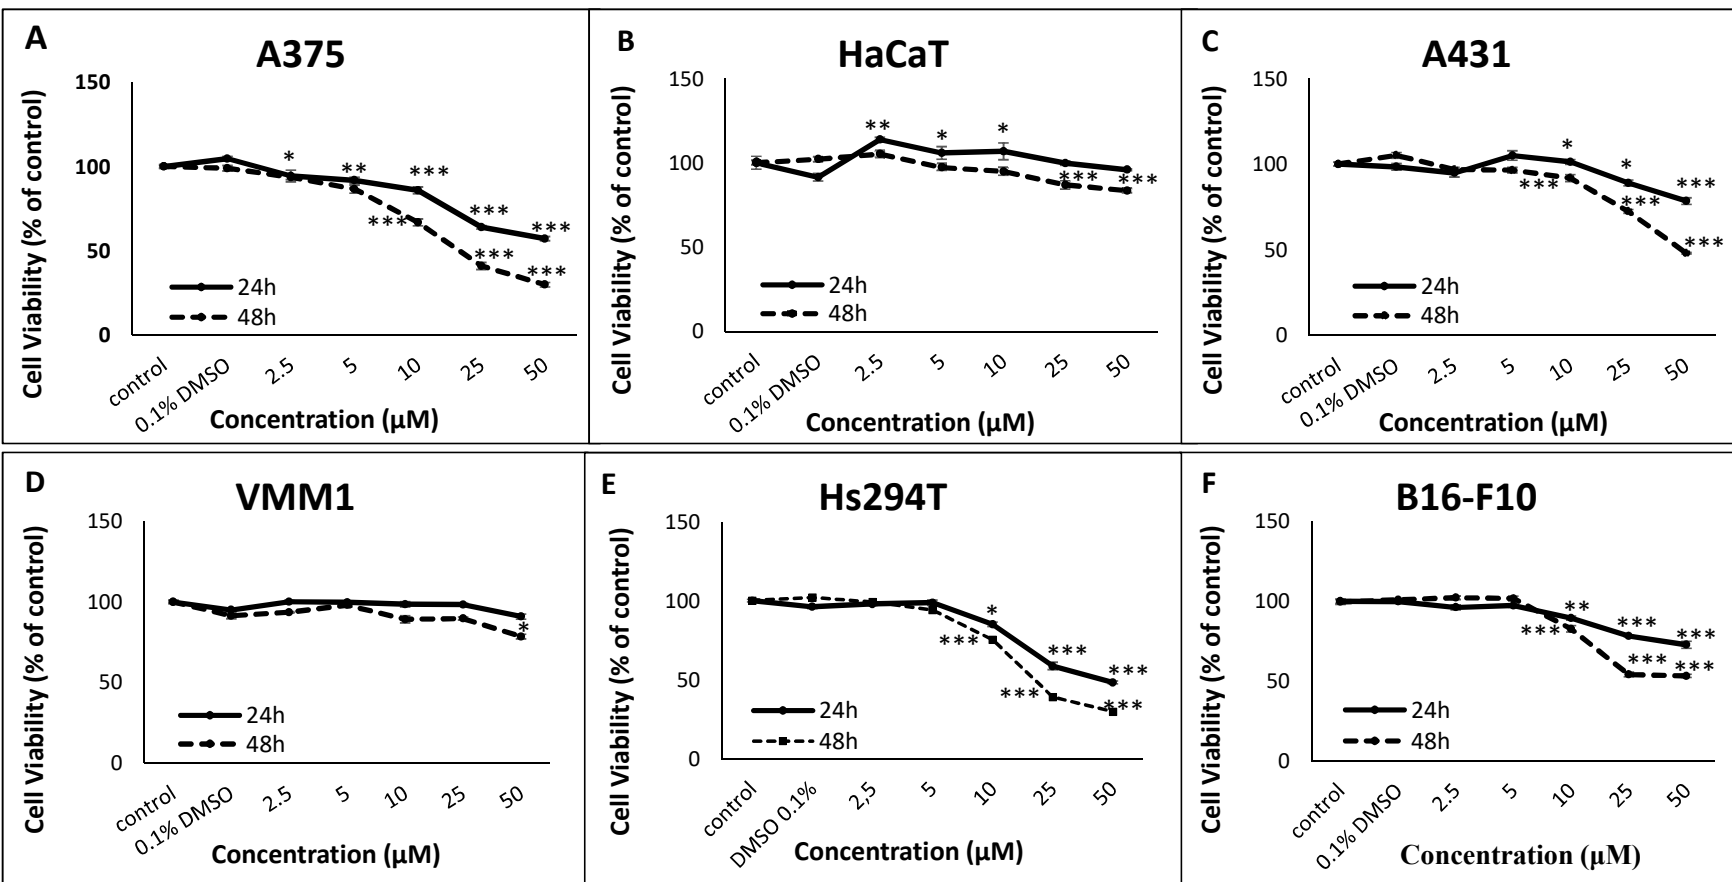 A
A375
Cell Viability (% of control)
150
100
50
0
*
**
***
***
***
***
***
***
24h
48h
control
0.1% DMSO
2.5
5
10
25
50
Concentration (µM)
B
HaCaT
Cell Viability (% of control)
150
100
50
0
**
*
*
***
***
24h
48h
control
0.1% DMSO
2.5
5
10
25
50
Concentration (µM)
C
A431
Cell Viability (% of control)
150
100
50
0
*
*
***
***
***
***
24h
48h
control
0.1% DMSO
2.5
5
10
25
50
Concentration (µM)
D
VMM1
Cell Viability (% of control)
150
100
50
0
*
24h
48h
control
0.1% DMSO
2.5
5
10
25
50
Concentration (µM)
E
Hs294T
Cell Viability (% of control)
150
100
50
0
*
***
***
***
***
***
24h
48h
control
DMSO 0.1%
2,5
5
10
25
50
Concentration (µM)
F
B16-F10
Cell Viability (% of control)
150
100
50
0
**
***
***
***
***
***
24h
48h
control
0.1% DMSO
2.5
5
10
25
50
Concentration (µM)